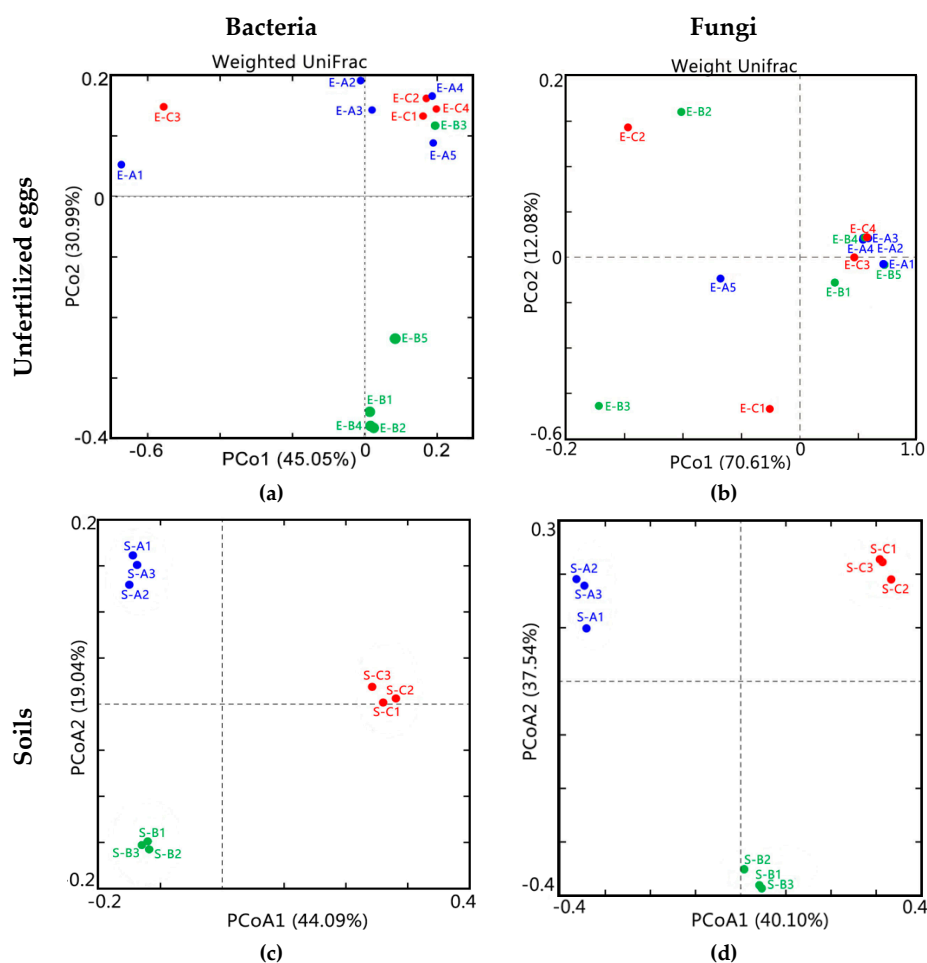 Bacteria
Fungi
Unfertilized eggs
Weighted UniFrac
0.2
E-A2
E-A4
E-C2
E-C3
E-A3
E-C4
E-C1
E-B3
E-A5
E-A1
0
PCo2 (30.99%)
E-B5
E-B1
E-B4
E-B2
-0.4
-0.6
0
0.2
PCo1 (45.05%)
(a)
Weight Unifrac
0.2
E-B2
E-C2
E-C4
E-B4
E-A3
E-A4
E-A2
0
E-C3
E-A1
E-B5
E-A5
E-B1
PCo2 (12.08%)
E-B3
E-C1
-0.6
-0.2
0
1.0
PCo1 (70.61%)
(b)
Soils
0.2
S-A1
S-A3
S-A2
PCoA2 (19.04%)
S-C3
S-C2
S-C1
S-B1
S-B3
S-B2
-0.2
-0.2
0.4
PCoA1 (44.09%)
(c)
0.3
S-C1
S-C3
S-C2
S-A2
S-A3
S-A1
PCoA2 (37.54%)
S-B2
S-B1
S-B3
-0.4
-0.4
0.4
PCoA1 (40.10%)
(d)